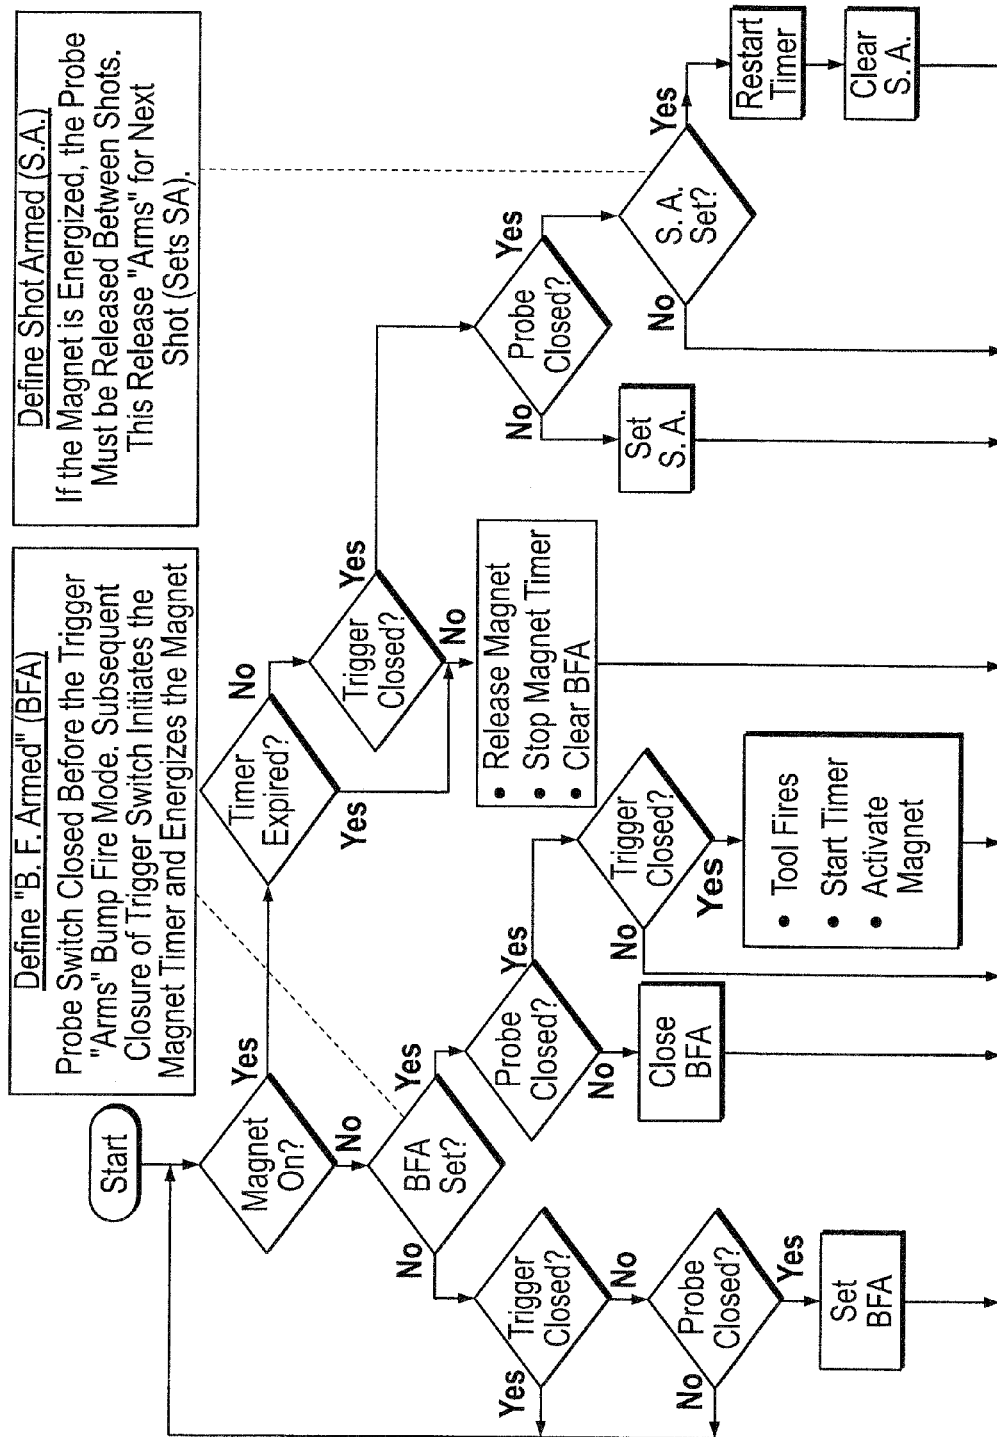 Define "B. F. Armed" (BFA)
Probe Switch Closed Before the Trigger
"Arms" Bump Fire Mode. Subsequent
Closure of Trigger Switch Initiates the
Magnet Timer and Energizes the Magnet
Define Shot Armed (S.A.)
If the Magnet is Energized, the Probe
Must be Released Between Shots.
This Release "Arms" for Next
Shot (Sets SA).
Start
Magnet
On?
Yes
No
Timer
Expired?
No
Yes
Trigger
Closed?
Yes
No
• Release Magnet
• Stop Magnet Timer
• Clear BFA
Probe
Closed?
Yes
No
Set
S. A.
S. A.
Set?
Yes
No
Restart
Timer
Clear
S. A.
BFA
Set?
Yes
No
Probe
Closed?
Yes
No
Close
BFA
Trigger
Closed?
No
Yes
• Tool Fires
• Start Timer
• Activate
Magnet
Trigger
Closed?
Yes
No
Probe
Closed?
No
Yes
Set
BFA